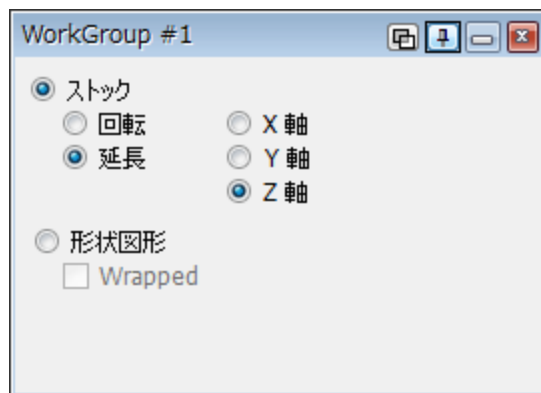 WorkGroup #1
ストック
回転 X 軸
延長 Y 軸
Z 軸
形状図形
Wrapped